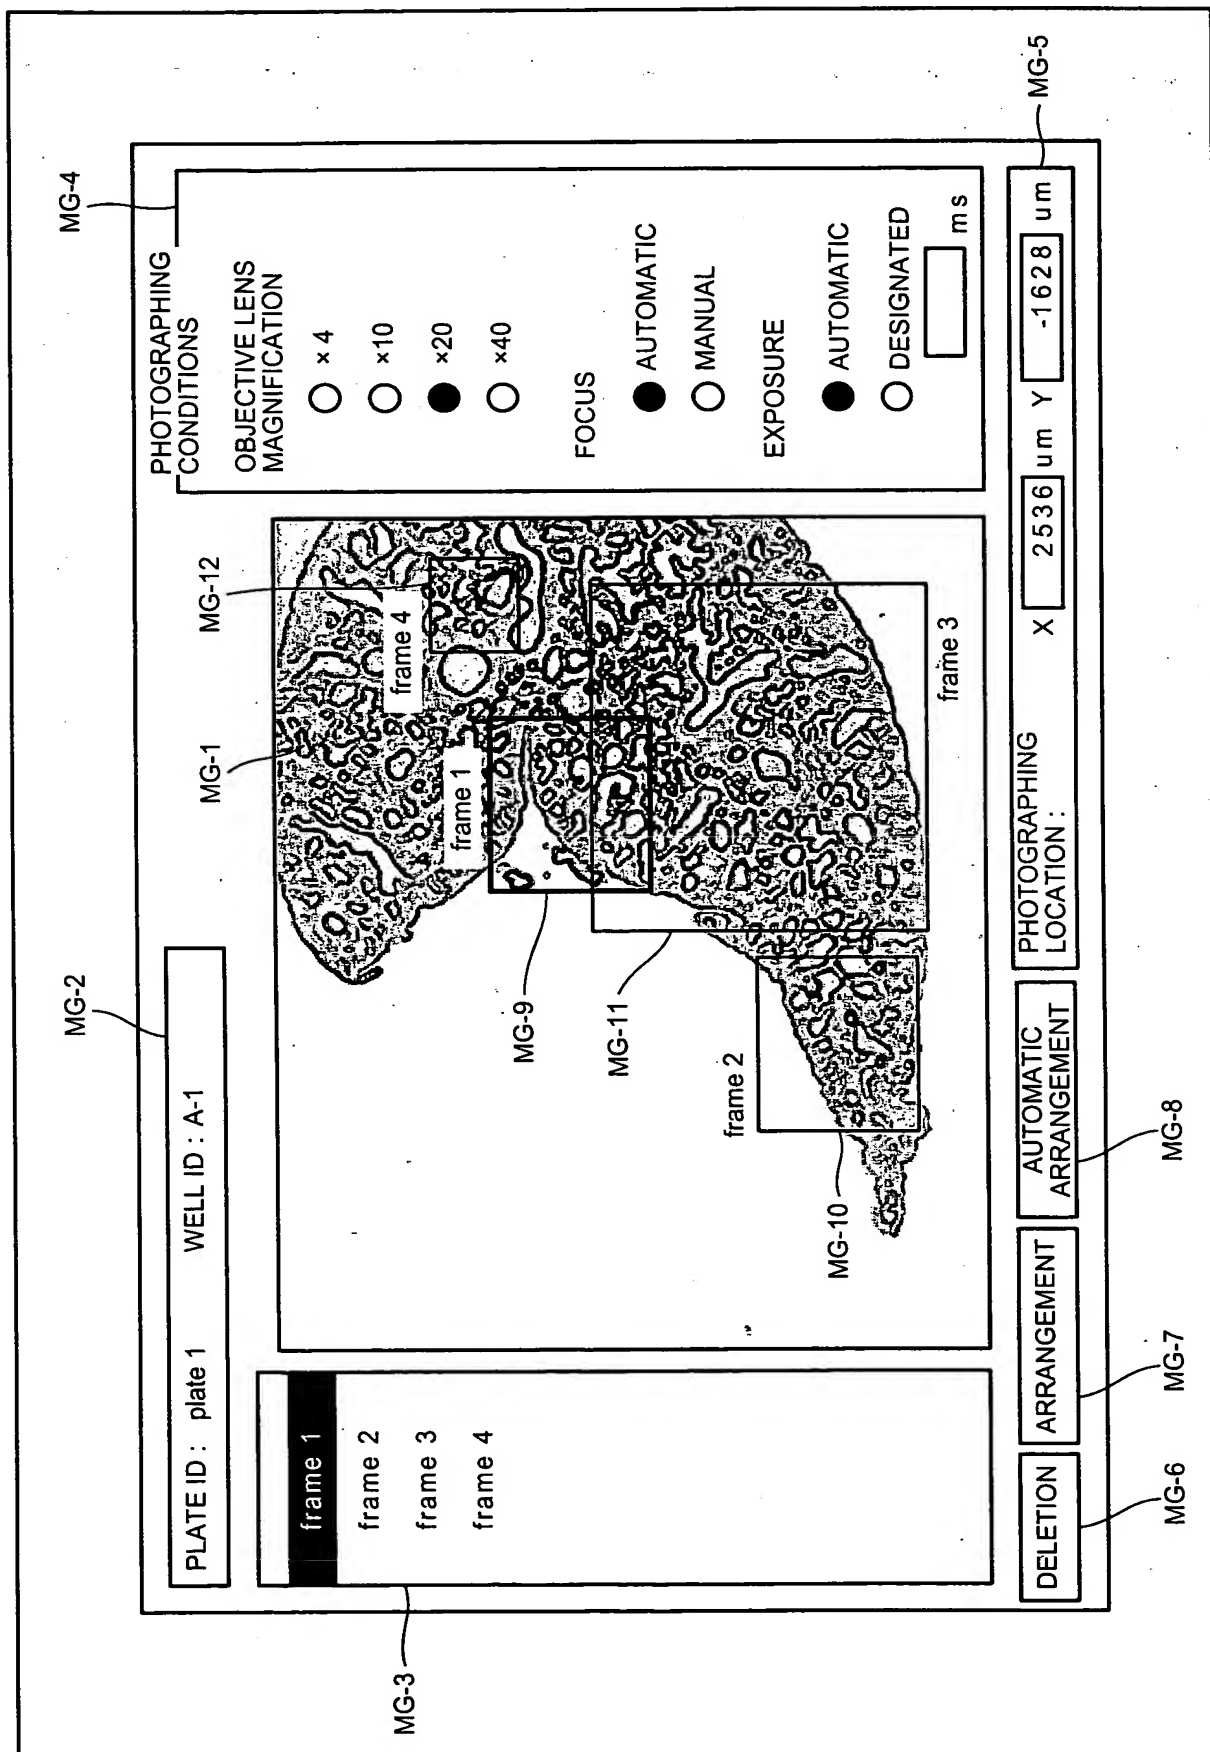 MG-2
MG-4
PLATE ID : plate 1 WELL ID : A-1
MG-1
MG-12
PHOTOGRAPHING
CONDITIONS
OBJECTIVE LENS
MAGNIFICATION
× 4
×10
×20
×40
FOCUS
AUTOMATIC
MANUAL
EXPOSURE
AUTOMATIC
DESIGNATED
ms
frame 1
frame 2
frame 3
frame 4
MG-3
frame 4
frame 1
MG-9
MG-11
frame 2
MG-10
frame 3
DELETION
ARRANGEMENT
AUTOMATIC
ARRANGEMENT
PHOTOGRAPHING
LOCATION :
X 2536 um Y -1628 um
MG-5
MG-6
MG-7
MG-8